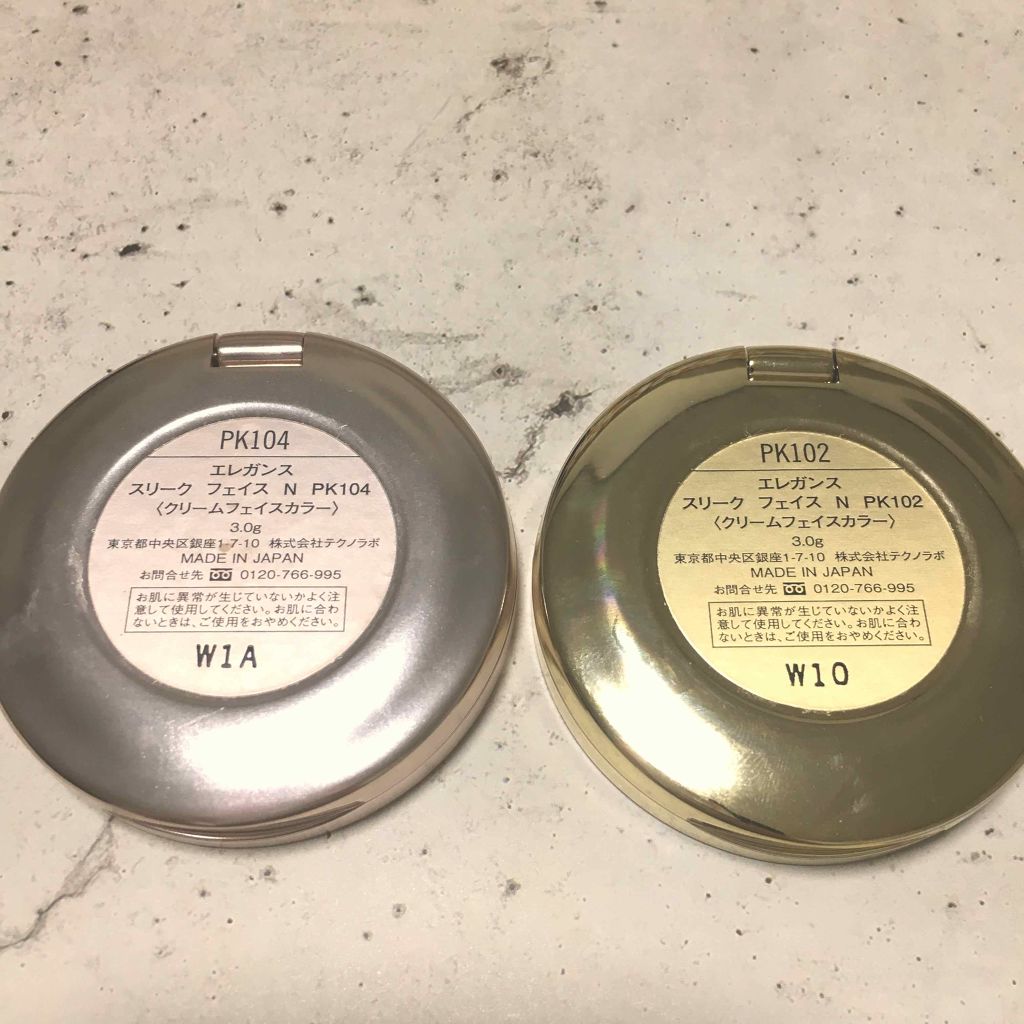 PK104
エレガンス
スリーク フェイス N PK104
〈クリームフェイスカラー〉
3.0g
東京都中央区銀座1-7-10 株式会社テクノラボ
MADE IN JAPAN
お問合せ先 0120-766-995
お肌に異常が生じていないかよく注
意して使用してください。お肌に合わ
ないときは、ご使用をおやめください。
W1A
PK102
エレガンス
スリーク フェイス N PK102
〈クリームフェイスカラー〉
3.0g
東京都中央区銀座1-7-10 株式会社テクノラボ
MADE IN JAPAN
お問合せ先 0120-766-995
お肌に異常が生じていないかよく注
意して使用してください。お肌に合わ
ないときは、ご使用をおやめください。
W10